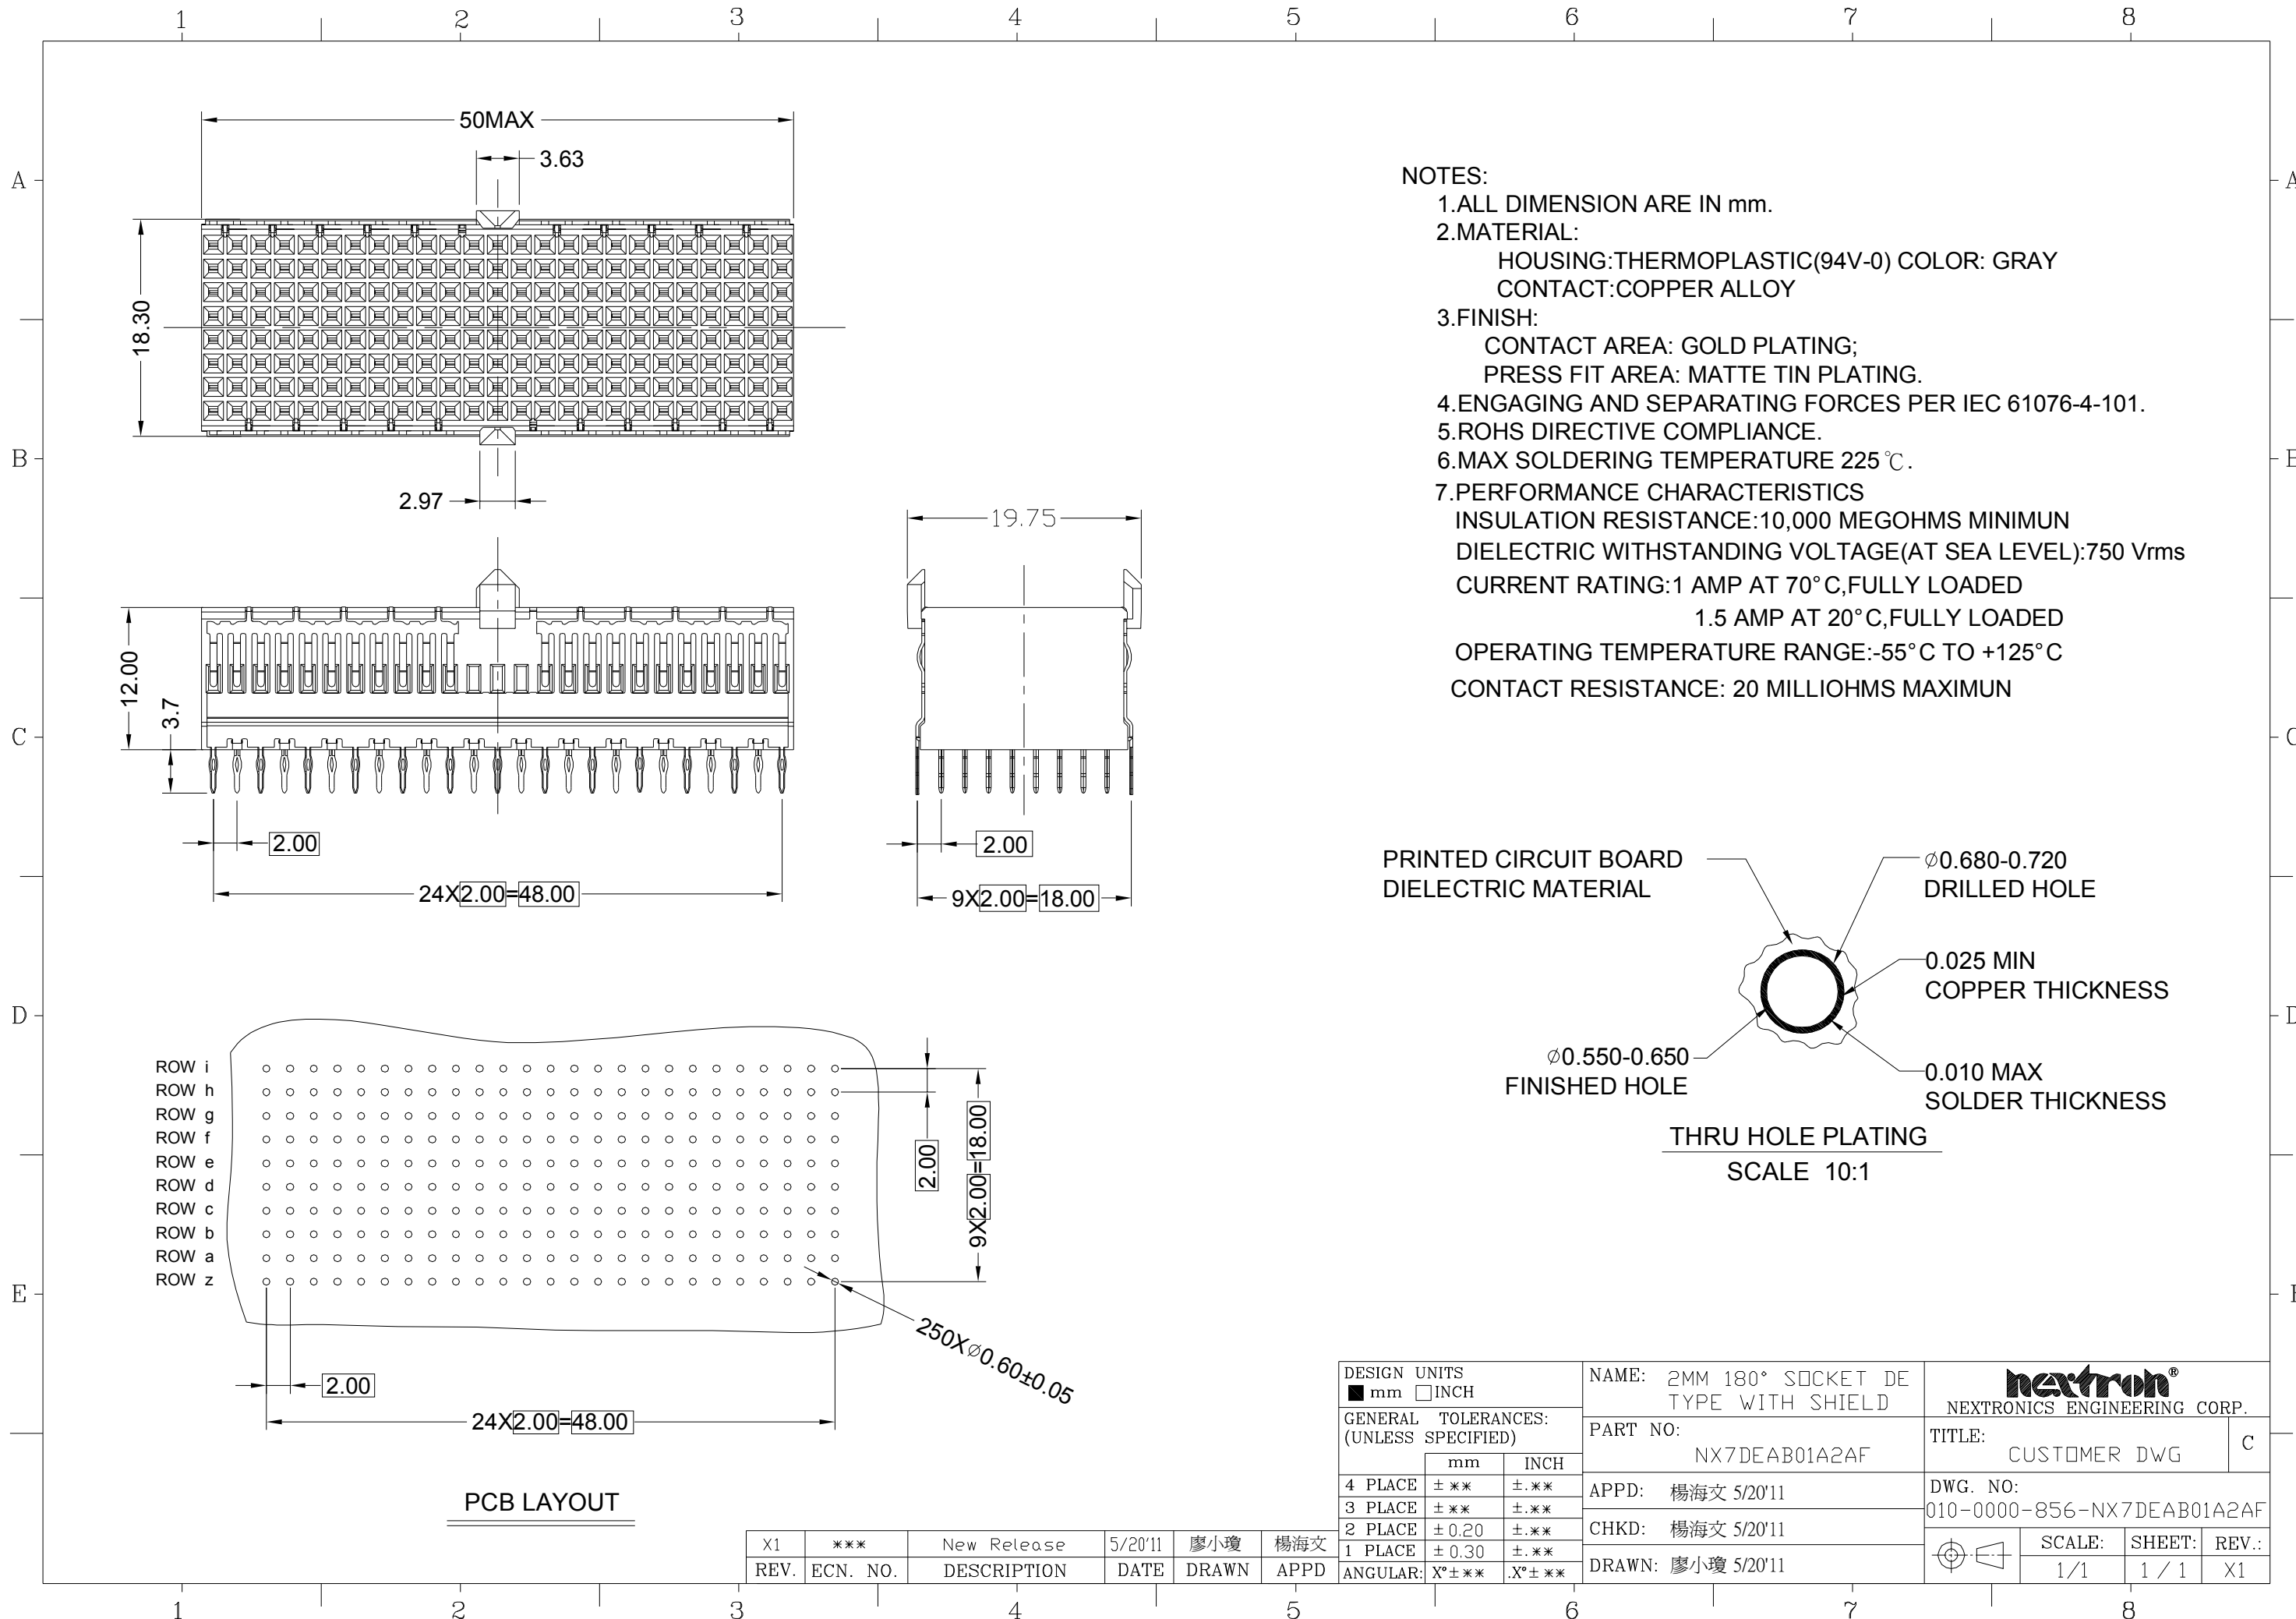 1 2 3 4 5 6 7 8
A
B
C
D
E
A
D
50MAX
3.63
18.30
2.97
19.75
12.00
3.7
2.00
24X2.00=48.00
2.00
9X2.00=18.00
NOTES:
1.ALL DIMENSION ARE IN mm.
2.MATERIAL:
HOUSING:THERMOPLASTIC(94V-0) COLOR: GRAY
CONTACT:COPPER ALLOY
3.FINISH:
CONTACT AREA: GOLD PLATING;
PRESS FIT AREA: MATTE TIN PLATING.
4.ENGAGING AND SEPARATING FORCES PER IEC 61076-4-101.
5.ROHS DIRECTIVE COMPLIANCE.
6.MAX SOLDERING TEMPERATURE 225℃.
7.PERFORMANCE CHARACTERISTICS
INSULATION RESISTANCE:10,000 MEGOHMS MINIMUN
DIELECTRIC WITHSTANDING VOLTAGE(AT SEA LEVEL):750 Vrms
CURRENT RATING:1 AMP AT 70°C,FULLY LOADED
1.5 AMP AT 20°C,FULLY LOADED
OPERATING TEMPERATURE RANGE:-55°C TO +125°C
CONTACT RESISTANCE: 20 MILLIOHMS MAXIMUN
PRINTED CIRCUIT BOARD
DIELECTRIC MATERIAL
∅0.680-0.720
DRILLED HOLE
0.025 MIN
COPPER THICKNESS
∅0.550-0.650
FINISHED HOLE
0.010 MAX
SOLDER THICKNESS
THRU HOLE PLATING
SCALE 10:1
ROW i
ROW h
ROW g
ROW f
ROW e
ROW d
ROW c
ROW b
ROW a
ROW z
2.00
9X2.00=18.00
250X∅0.60±0.05
2.00
24X2.00=48.00
PCB LAYOUT
X1 *** New Release 5/20'11 廖小瓊 楊海文
REV. ECN. NO. DESCRIPTION DATE DRAWN APPD
DESIGN UNITS
mm INCH
GENERAL TOLERANCES:
(UNLESS SPECIFIED)
mm INCH
4 PLACE ±** ±.**
3 PLACE ±** ±.**
2 PLACE ±0.20 ±.**
1 PLACE ±0.30 ±.**
ANGULAR: X°±** .X°±**
NAME: 2MM 180° SOCKET DE
TYPE WITH SHIELD
PART NO:
NX7DEAB01A2AF
APPD: 楊海文 5/20'11
CHKD: 楊海文 5/20'11
DRAWN: 廖小瓊 5/20'11
nextron®
NEXTRONICS ENGINEERING CORP.
TITLE:
CUSTOMER DWG
C
DWG. NO:
010-0000-856-NX7DEAB01A2AF
SCALE: SHEET: REV.:
1/1 1 / 1 X1
1 2 3 4 5 6 7 8